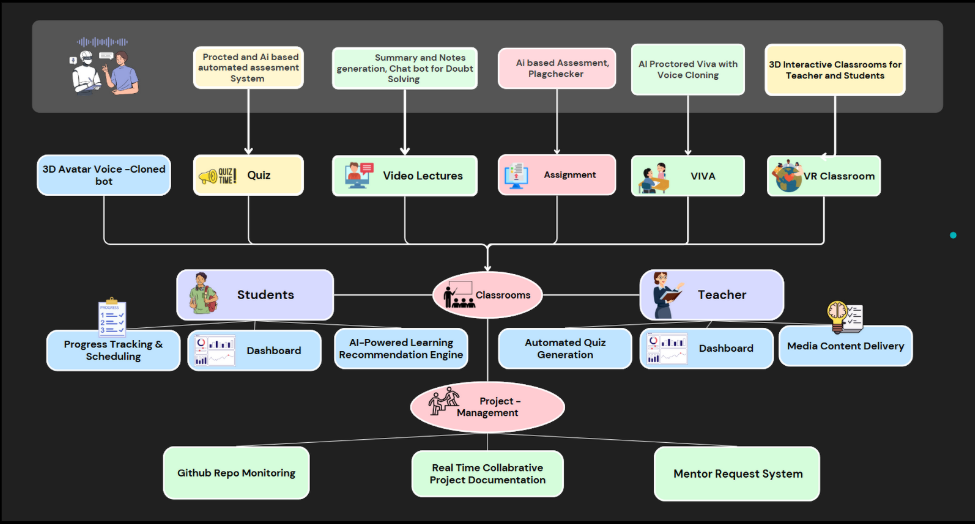 Procted and Ai based
automated assesment
System
Summary and Notes
generation, Chat bot for Doubt
Solving
Ai based Assesment,
Plagchecker
AI Proctored Viva with
Voice Cloning
3D Interactive Classrooms for
Teacher and Students
3D Avatar Voice -Cloned
bot
QUIZ
TIME!
Quiz
Video Lectures
Assignment
VIVA
VR Classroom
Students
Classrooms
Teacher
PROGRESS
1
2
3
Progress Tracking &
Scheduling
Dashboard
AI-Powered Learning
Recommendation Engine
Automated Quiz
Generation
Dashboard
Media Content Delivery
Project -
Management
Github Repo Monitoring
Real Time Collabrative
Project Documentation
Mentor Request System